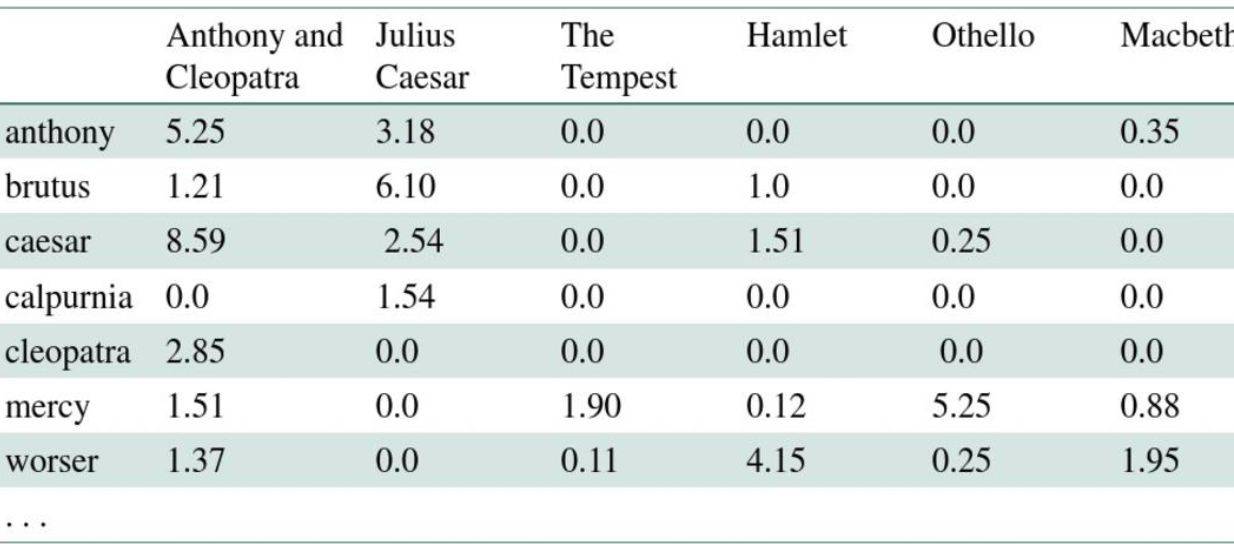 Anthony and Julius The Hamlet Othello Macbeth
Cleopatra Caesar Tempest
anthony 5.25 3.18 0.0 0.0 0.0 0.35
brutus 1.21 6.10 0.0 1.0 0.0 0.0
caesar 8.59 2.54 0.0 1.51 0.25 0.0
calpurnia 0.0 1.54 0.0 0.0 0.0 0.0
cleopatra 2.85 0.0 0.0 0.0 0.0 0.0
mercy 1.51 0.0 1.90 0.12 5.25 0.88
worser 1.37 0.0 0.11 4.15 0.25 1.95
. . .